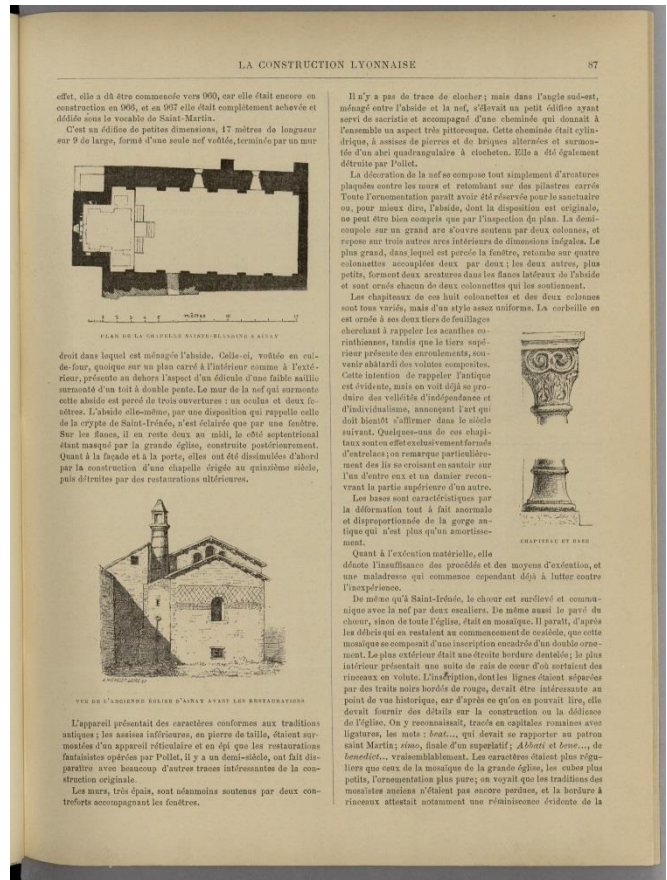 LA CONSTRUCTION LYONNAISE 87
effet, elle a dû être commencée vers 960, car elle était encore en
construction en 966, et en 967 elle était complètement achevée et
dédiée sous le vocable de Saint-Martin.
C'est un édifice de petites dimensions, 17 mètres de longueur
sur 9 de large, formé d'une seule nef voûtée, terminée par un mur
mètres
PLAN DE LA CHAPELLE SAINTE-BLANDINE A AINAY
droit dans lequel est ménagée l'abside. Celle-ci, voûtée en cul-
de-four, quoique sur un plan carré à l'intérieur comme à l'exté-
rieur, présente au dehors l'aspect d'un édicule d'une faible saillie
surmonté d'un toit à double pente. Le mur de la nef qui surmonte
cette abside est percé de trois ouvertures : un oculus et deux fe-
nêtres. L'abside elle-même, par une disposition qui rappelle celle
de la crypte de Saint-Irénée, n'est éclairée que par une fenêtre.
Sur les flancs, il en reste deux au midi, le côté septentrional
étant masqué par la grande église, construite postérieurement.
Quant à la façade et à la porte, elles ont été dissimulées d'abord
par la construction d'une chapelle érigée au quinzième siècle,
puis détruites par des restaurations ultérieures.
VUE DE L'ANCIENNE ÉGLISE D'AINAY AVANT LES RESTAURATIONS
L'appareil présentait des caractères conformes aux traditions
antiques ; les assises inférieures, en pierre de taille, étaient sur-
montées d'un appareil réticulaire et en épi que les restaurations
fantaisistes opérées par Pollet, il y a un demi-siècle, ont fait dis-
paraître avec beaucoup d'autres traces intéressantes de la con-
struction originale.
Les murs, très épais, sont néanmoins soutenus par deux con-
treforts accompagnant les fenêtres.
Il n'y a pas de trace de clocher ; mais dans l'angle sud-est,
ménagé entre l'abside et la nef, s'élevait un petit édifice ayant
servi de sacristie et accompagné d'une cheminée qui donnait à
l'ensemble un aspect très pittoresque. Cette cheminée était cylin-
drique, à assises de pierres et de briques alternées et surmon-
tée d'un abri quadrangulaire à clocheton. Elle a été également
détruite par Pollet.
La décoration de la nef se compose tout simplement d'arcatures
plaquées contre les murs et retombant sur des pilastres carrés
Toute l'ornementation paraît avoir été réservée pour le sanctuaire
ou, pour mieux dire, l'abside, dont la disposition est originale,
ne peut être bien compris que par l'inspection du plan. La demi-
coupole sur un grand arc s'ouvre soutenu par deux colonnes, et
repose sur trois autres arcs intérieurs de dimensions inégales. Le
plus grand, dans lequel est percée la fenêtre, retombe sur quatre
colonnettes accouplées deux par deux ; les deux autres, plus
petits, forment deux arcatures dans les flancs latéraux de l'abside
et sont ornés chacun de deux colonnettes qui les soutiennent.
Les chapiteaux de ces huit colonnettes et des deux colonnes
sont tous variés, mais d'un style assez uniforme. La corbeille en
est ornée à ses deux tiers de feuillages
cherchant à rappeler les acanthes co-
rinthiennes, tandis que le tiers supé-
rieur présente des enroulements, sou-
venir abâtardi des volutes composites.
Cette intention de rappeler l'antique
est évidente, mais on voit déjà se pro-
duire des velléités d'indépendance et
d'individualisme, annonçant l'art qui
doit bientôt s'affirmer dans le siècle
suivant. Quelques-uns de ces chapi-
taux sont en effet exclusivement formés
d'entrelacs ; on remarque particulière-
ment des lis se croisant en sautoir sur
l'un d'entre eux et un damier recou-
vrant la partie supérieure d'un autre.
Les bases sont caractéristiques par
la déformation tout à fait anormale
et disproportionnée de la gorge an-
tique qui n'est plus qu'un amortisse-
ment.
CHAPITEAU ET BASE
Quant à l'exécution matérielle, elle
dénote l'insuffisance des procédés et des moyens d'exécution, et
une maladresse qui commence cependant déjà à lutter contre
l'inexpérience.
De même qu'à Saint-Irénée, le chœur est surélevé et commu-
nique avec la nef par deux escaliers. De même aussi le pavé du
chœur, sinon de toute l'église, était en mosaïque. Il paraît, d'après
les débris qui en restaient au commencement de ce siècle, que cette
mosaïque se composait d'une inscription encadrée d'un double orne-
ment. Le plus extérieur était une étroite bordure dentelée ; le plus
intérieur présentait une suite de rais de cœur d'où sortaient des
rinceaux en volute. L'inscription, dont les lignes étaient séparées
par des traits noirs bordés de rouge, devait être intéressante au
point de vue historique, car d'après ce qu'on en pouvait lire, elle
devait fournir des détails sur la construction ou la dédicace
de l'église. On y reconnaissait, tracés en capitales romaines avec
ligatures, les mots : beat..., qui devait se rapporter au patron
saint Martin ; simo, finale d'un superlatif ; Abbati et bene..., de
benedict... vraisemblablement. Les caractères étaient plus régu-
liers que ceux de la mosaïque de la grande église, les cubes plus
petits, l'ornementation plus pure ; on voyait que les traditions des
mosaïstes anciens n'étaient pas encore perdues, et la bordure à
rinceaux attestait notamment une réminiscence évidente de la